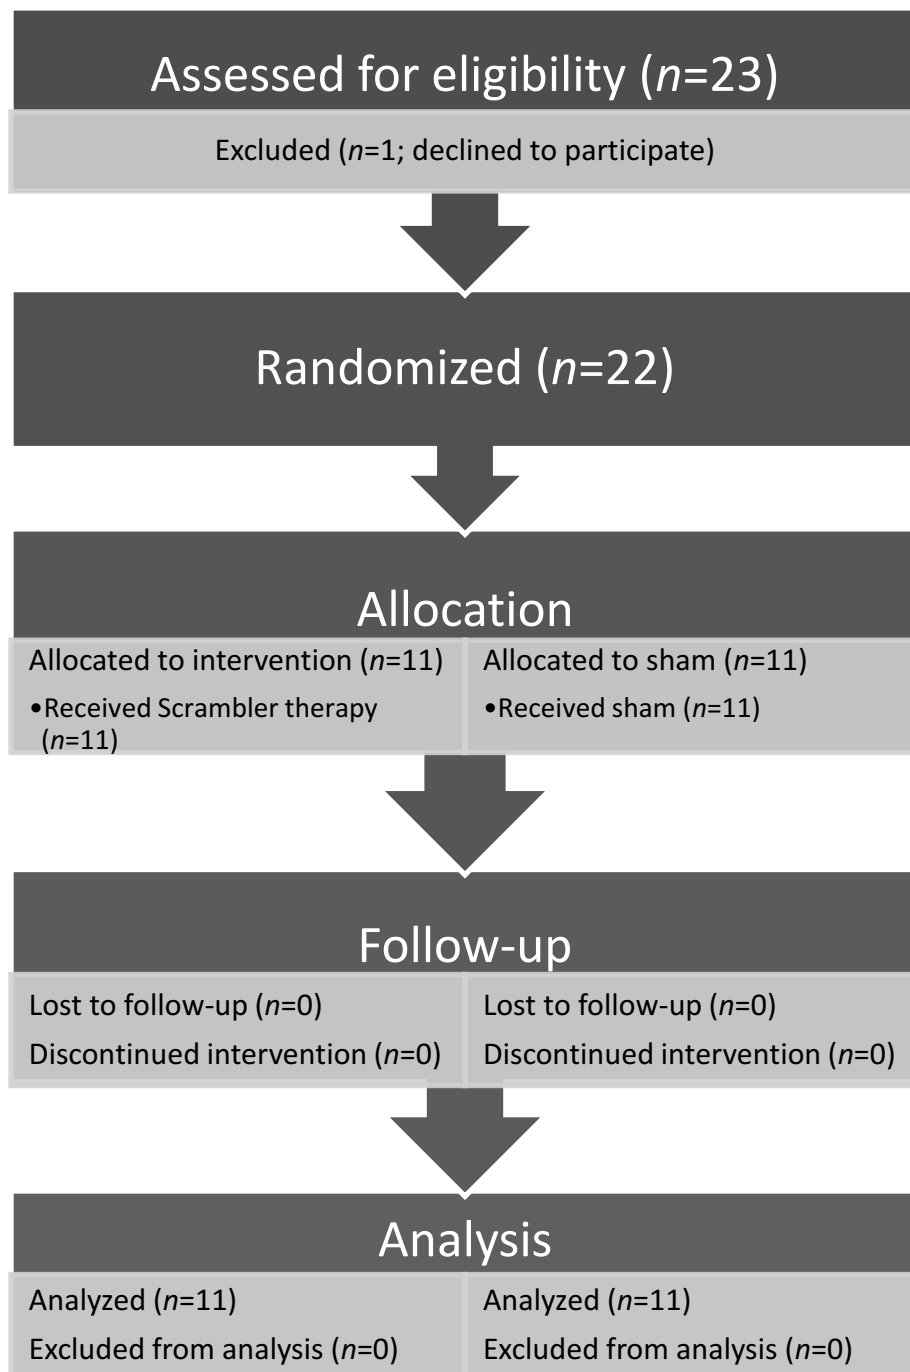 Assessed for eligibility (n=23)
Excluded (n=1; declined to participate)
Randomized (n=22)
Allocation
Allocated to intervention (n=11)
•Received Scrambler therapy
(n=11)
Allocated to sham (n=11)
•Received sham (n=11)
Follow-up
Lost to follow-up (n=0)
Discontinued intervention (n=0)
Lost to follow-up (n=0)
Discontinued intervention (n=0)
Analysis
Analyzed (n=11)
Excluded from analysis (n=0)
Analyzed (n=11)
Excluded from analysis (n=0)